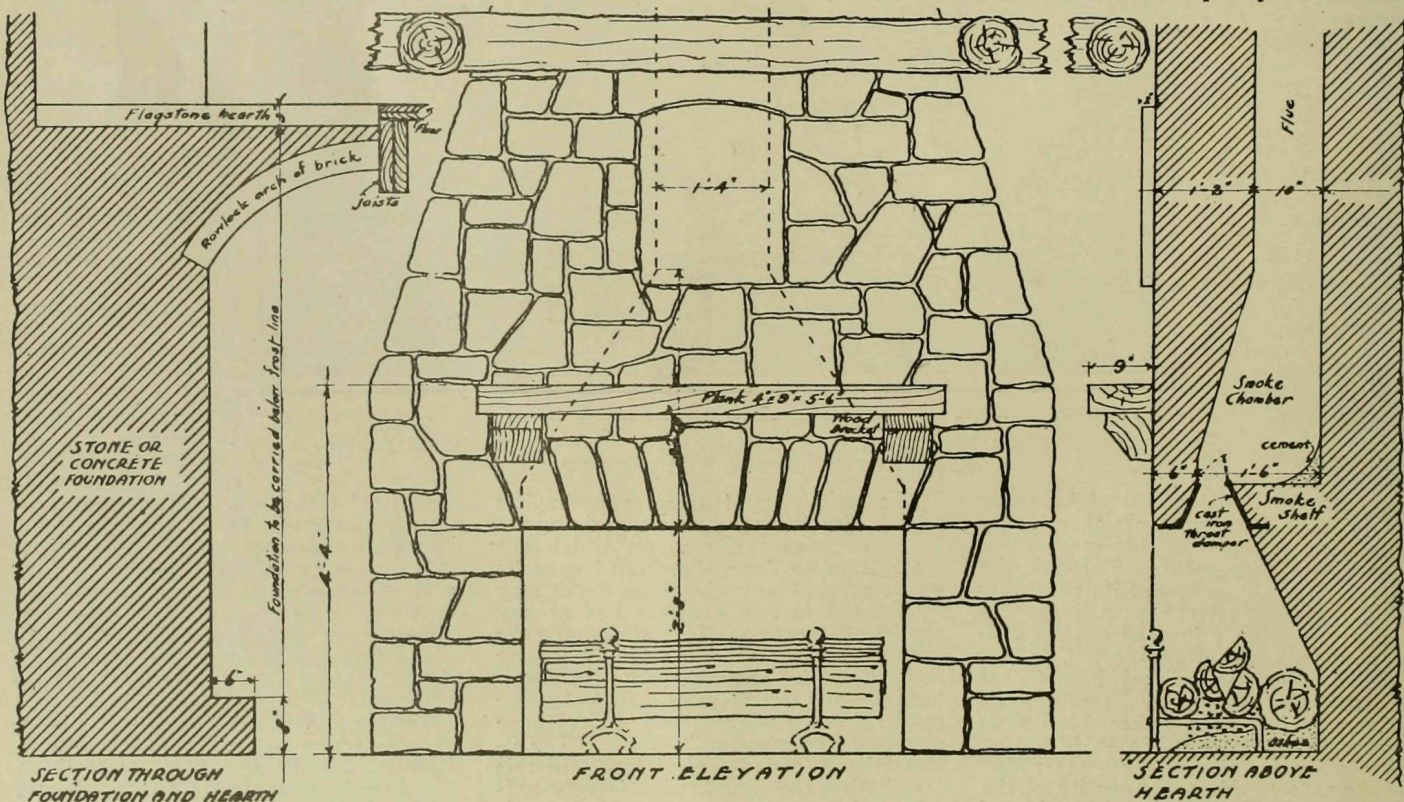 Flagstone hearth
Floor
Joists
Rowlock arch of brick
STONE OR
CONCRETE
FOUNDATION
Foundation to be carried below frost line
6"
8"
SECTION THROUGH
FOUNDATION AND HEARTH
1'-4"
Plank 4" x 9" x 5'-6"
Wood
Bracket
4'-4"
2'-8"
FRONT ELEVATION
Flue
1'-2"
10"
9"
Smoke
Chamber
cement
6"
1'-6"
Smoke
Shelf
cast
iron
throat
damper
ashes
SECTION ABOVE
HEARTH